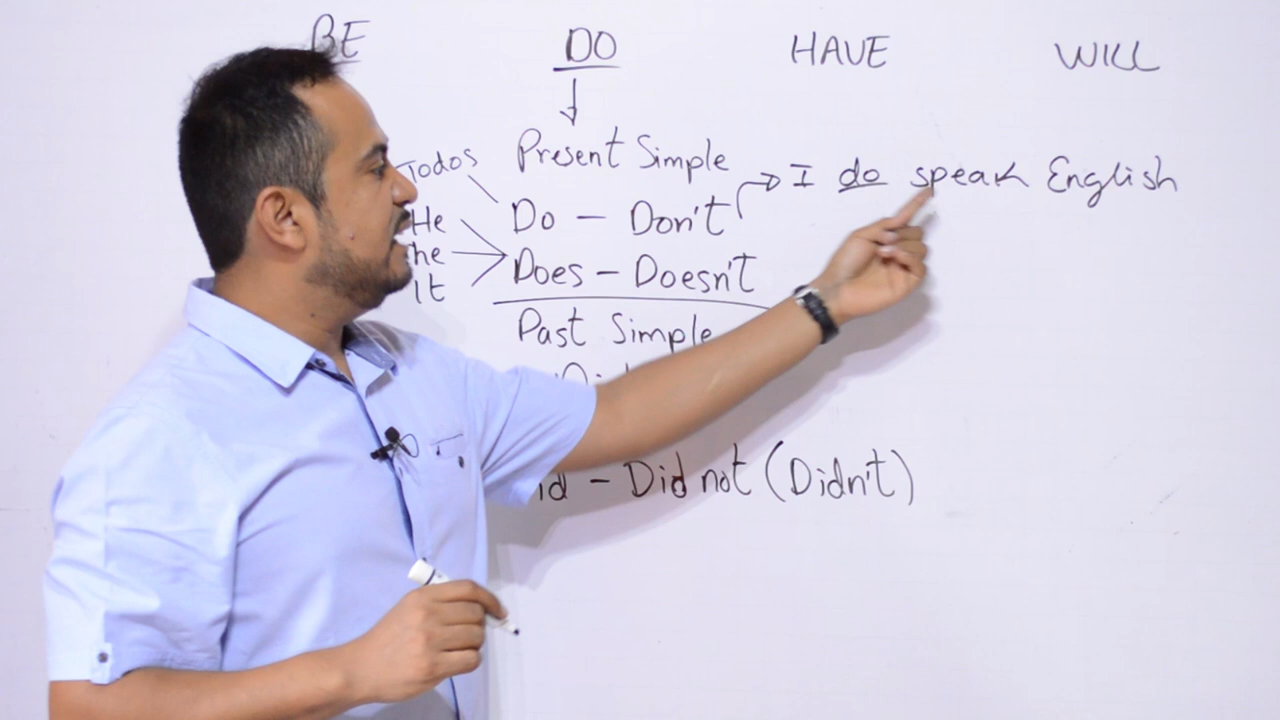 BE DO HAVE WILL
Present Simple
Todos
I do speak English
Do - Don't
He
he
Does - Doesn't
It
Past Simple
id - Did not (Didn't)